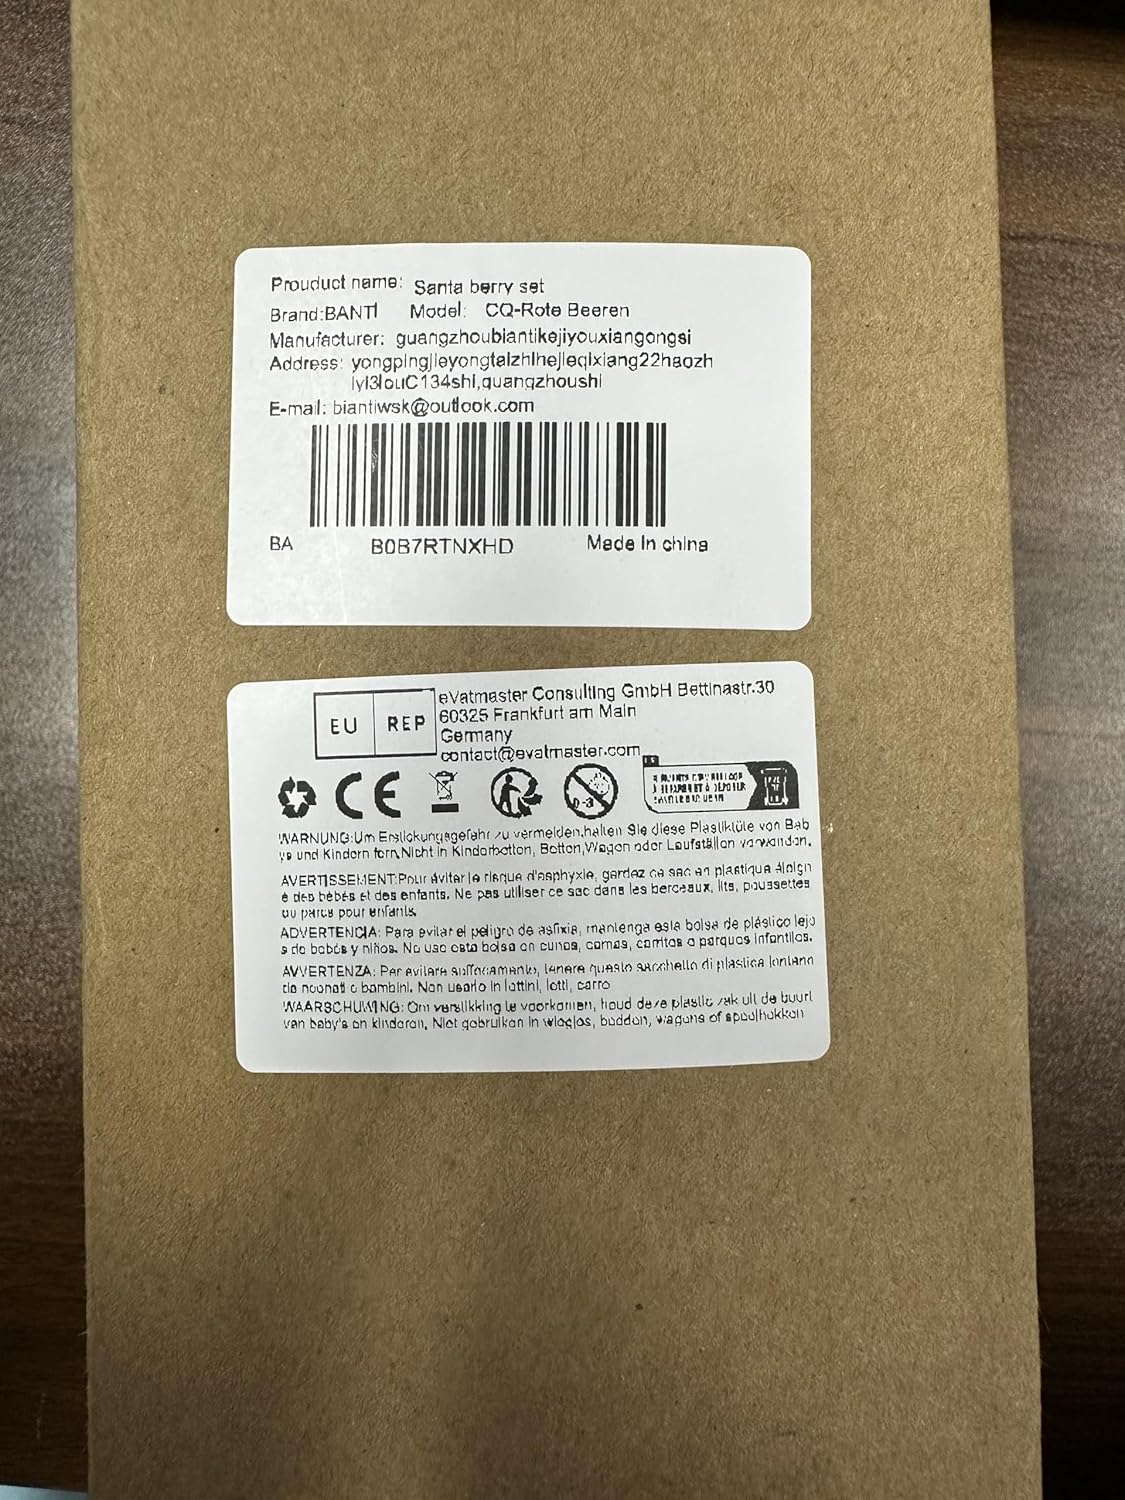 Prouduct name: Santa berry set
Brand:BANTI Model: CQ-Rote Beeren
Manufacturer: guangzhoubiantikejiyouxiangongsi
Address: yongpingjieyongtaizhihejieqixiang22haozh
iyi3louC134shi,guangzhoushi
E-mail: biantiwsk@outlook.com
BA B0B7RTNXHD Made In china
EU REP
eVatmaster Consulting GmbH Bettinastr.30
60325 Frankfurt am Main
Germany
contact@evatmaster.com
CE
0-3
WARNUNG:Um Erstickungsgefahr zu vermeiden,halten Sie diese Plastiktüte von Bab
ys und Kindern fern,Nicht in Kinderbetten, Betten,Wagen oder Laufställen verwenden.
AVERTISSEMENT:Pour éviter le risque d'asphyxie, gardez ce sac en plastique éloign
é des bébés et des enfants. Ne pas utiliser ce sac dans les berceaux, lits, poussettes
ou parcs pour enfants.
ADVERTENCIA: Para evitar el peligro de asfixia, mantenga esta bolsa de plástico lejo
s de bebés y niños. No use esta bolsa en cunas, camas, carritos o parques infantiles.
AVVERTENZA: Per evitare soffocamento, tenere questo sacchetto di plastica lontano
da neonati o bambini. Non usarlo in lettini, letti, carro
WAARSCHUWING: Om verstikking te voorkomen, houd deze plastic zak uit de buurt
van baby's en kinderen, Niet gebruiken in wiegjes, bedden, wagens of speelhokken